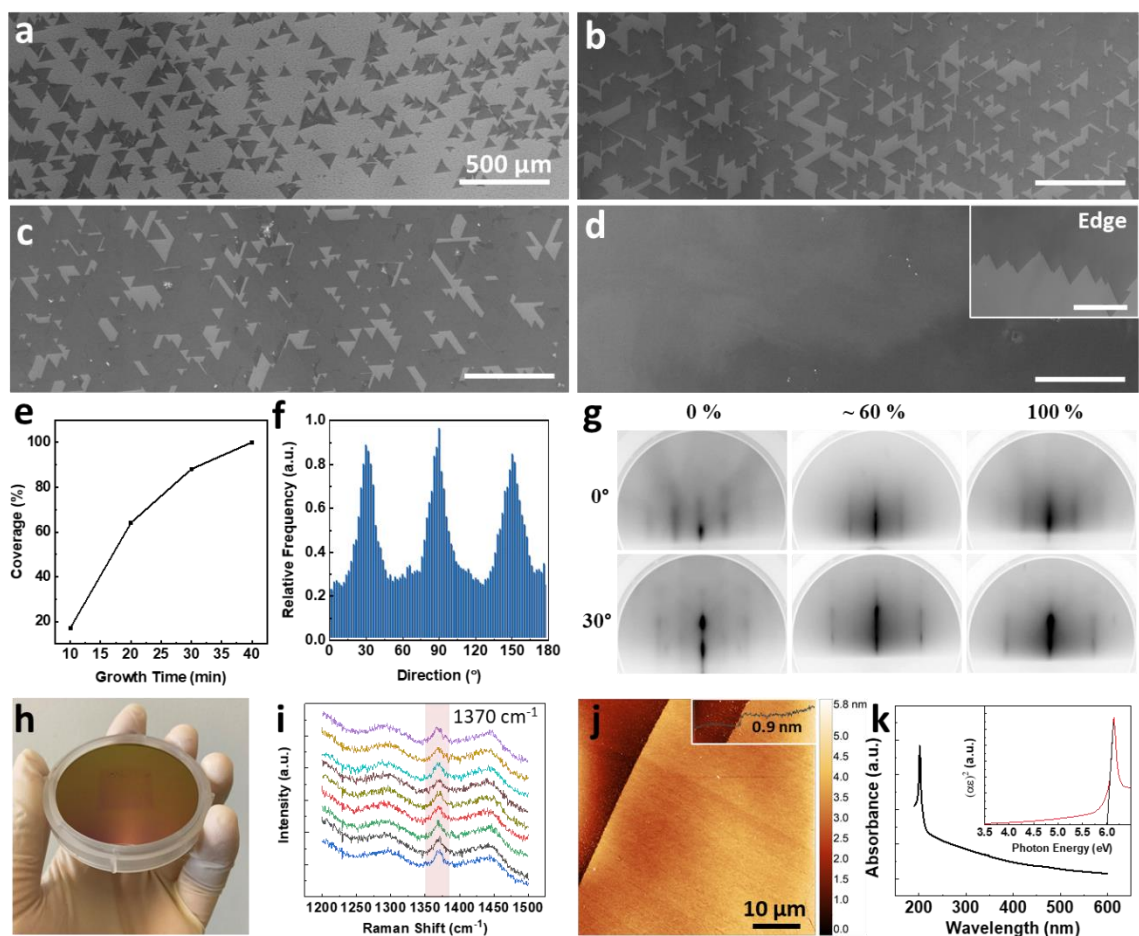 a
500 μm
b
c
d
Edge
e
100
80
60
40
20
Coverage (%)
10 20 30 40
Growth Time (min)
f
1.0
0.8
0.6
0.4
0.2
0.0
Relative Frequency (a.u.)
0 30 60 90 120 150 180
Direction (°)
g
0 % ~ 60 % 100 %
0°
30°
h
i
1370 cm-1
Intensity (a.u.)
1200 1250 1300 1350 1400 1450 1500
Raman Shift (cm-1)
j
0.9 nm
10 μm
5.8 nm
5.0
4.5
4.0
3.5
3.0
2.5
2.0
1.5
1.0
0.0
k
Absorbance (a.u.)
(αε)2 (a.u.)
3.5 4.0 4.5 5.0 5.5 6.0
Photon Energy (eV)
200 300 400 500 600
Wavelength (nm)